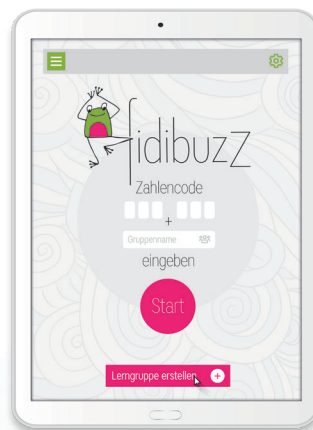 fidibuzz
Zahlencode
+
Gruppenname
eingeben
Start
Lerngruppe erstellen +